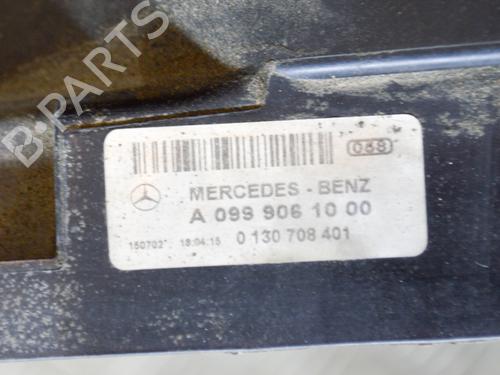 B-PARTS
068
MERCEDES - BENZ
A 099 906 10 00
150702 18:04:15 0 130 708 401